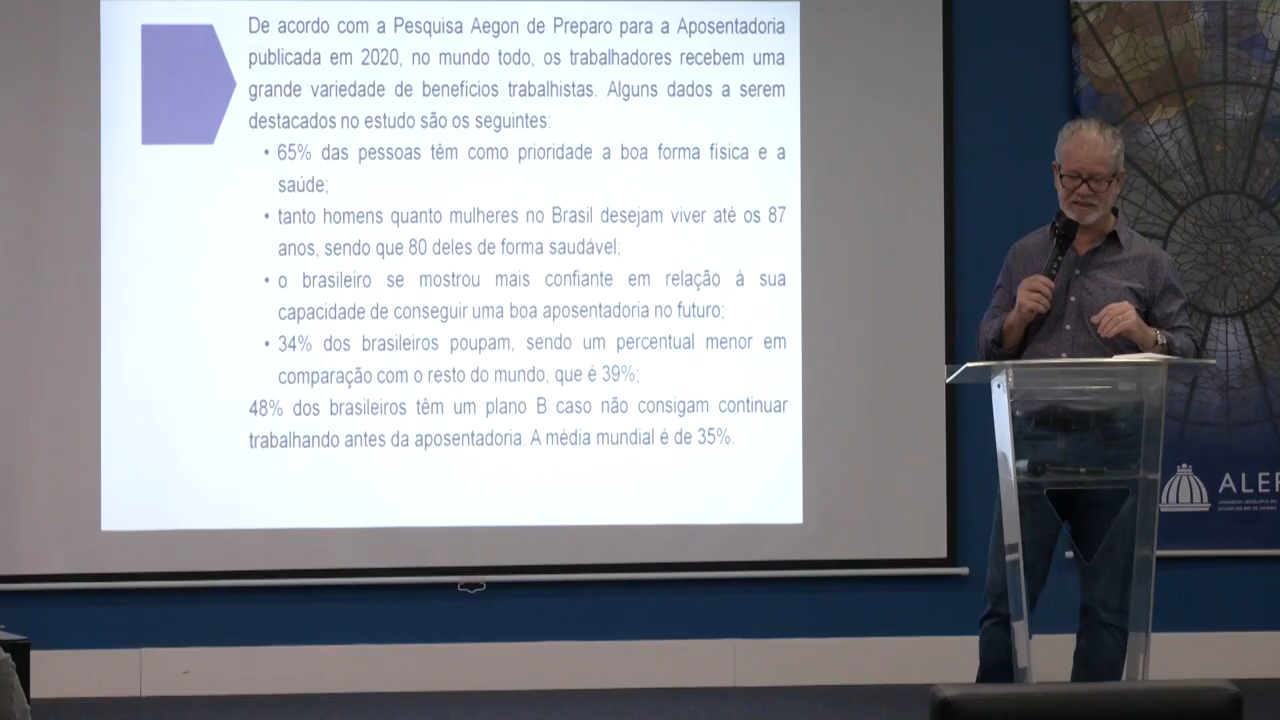 De acordo com a Pesquisa Aegon de Preparo para a Aposentadoria
publicada em 2020, no mundo todo, os trabalhadores recebem uma
grande variedade de benefícios trabalhistas. Alguns dados a serem
destacados no estudo são os seguintes:
• 65% das pessoas têm como prioridade a boa forma física e a
saúde;
• tanto homens quanto mulheres no Brasil desejam viver até os 87
anos, sendo que 80 deles de forma saudável;
• o brasileiro se mostrou mais confiante em relação à sua
capacidade de conseguir uma boa aposentadoria no futuro;
• 34% dos brasileiros poupam, sendo um percentual menor em
comparação com o resto do mundo, que é 39%;
48% dos brasileiros têm um plano B caso não consigam continuar
trabalhando antes da aposentadoria. A média mundial é de 35%.
ALER